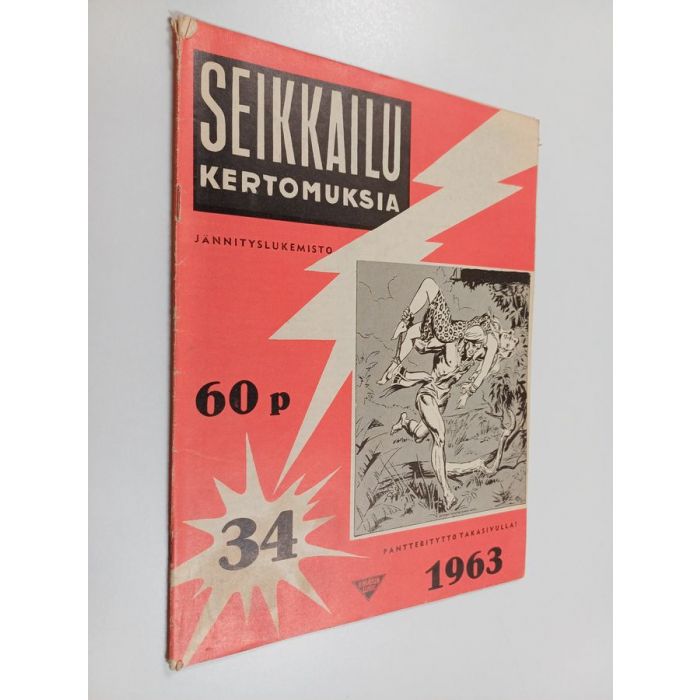 SEIKKAILU
KERTOMUKSIA
JÄNNITYSLUKEMISTO
60 p
34
PANTTERITYTTÖ TAKASIVULLA!
1963